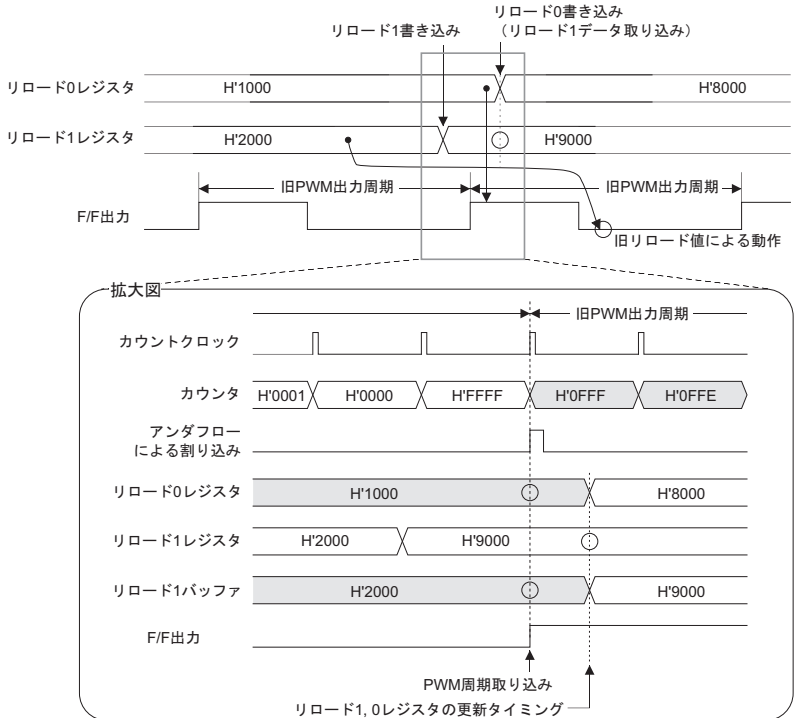 リロード0書き込み
リロード1書き込み （リロード1データ取り込み）
リロード0レジスタ H'1000 H'8000
リロード1レジスタ H'2000 H'9000
旧PWM出力周期 旧PWM出力周期
F/F出力
旧リロード値による動作
拡大図
旧PWM出力周期
カウントクロック
カウンタ H'0001 H'0000 H'FFFF H'0FFF H'0FFE
アンダフロー
による割り込み
リロード0レジスタ H'1000 H'8000
リロード1レジスタ H'2000 H'9000
リロード1バッファ H'2000 H'9000
F/F出力
PWM周期取り込み
リロード1, 0レジスタの更新タイミング